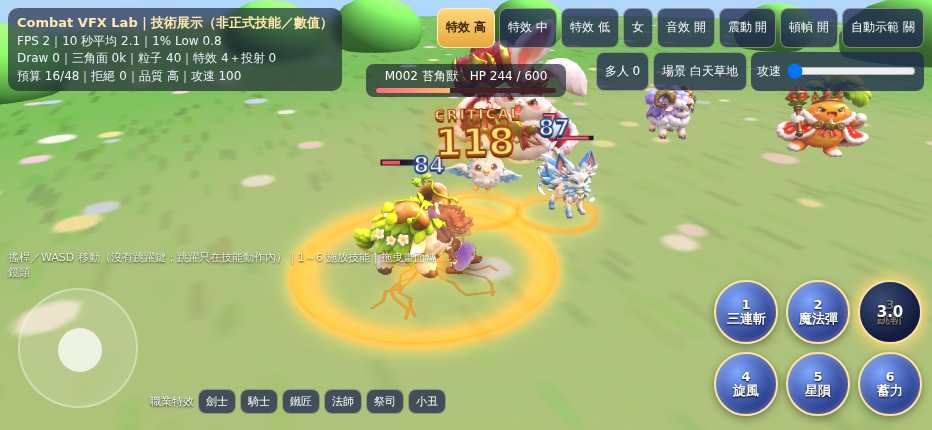 Combat VFX Lab｜技術展示（非正式技能／數值）
FPS 2｜10 秒平均 2.1｜1% Low 0.8
Draw 0｜三角面 0k｜粒子 40｜特效 4＋投射 0
預算 16/48｜拒絕 0｜品質 高｜攻速 100
特效 高
特效 中
特效 低
女
音效 開
震動 開
頓幀 開
自動示範 關
多人 0
場景 白天草地
攻速
M002 苔角獸 HP 244 / 600
CRITICAL
118
87
84
搖桿／WASD 移動（沒有跳躍鍵；跳躍只在技能動作內）｜1～6 施放技能｜拖曳畫面轉
鏡頭
1
三連斬
2
魔法彈
3
跳斬
3.0
4
旋風
5
星隕
6
蓄力
職業特效
劍士
騎士
鐵匠
法師
祭司
小丑